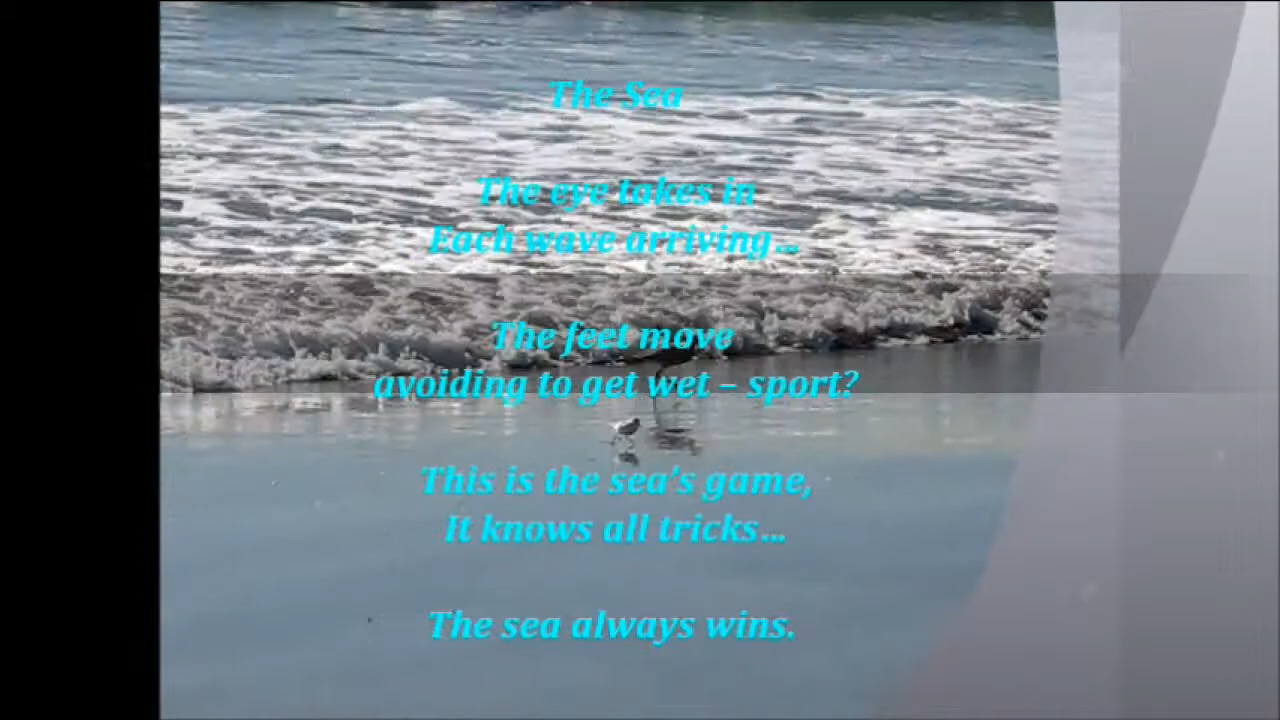 The Sea
The eye takes in
Each wave arriving...
The feet move
avoiding to get wet – sport?
This is the sea's game,
It knows all tricks...
The sea always wins.